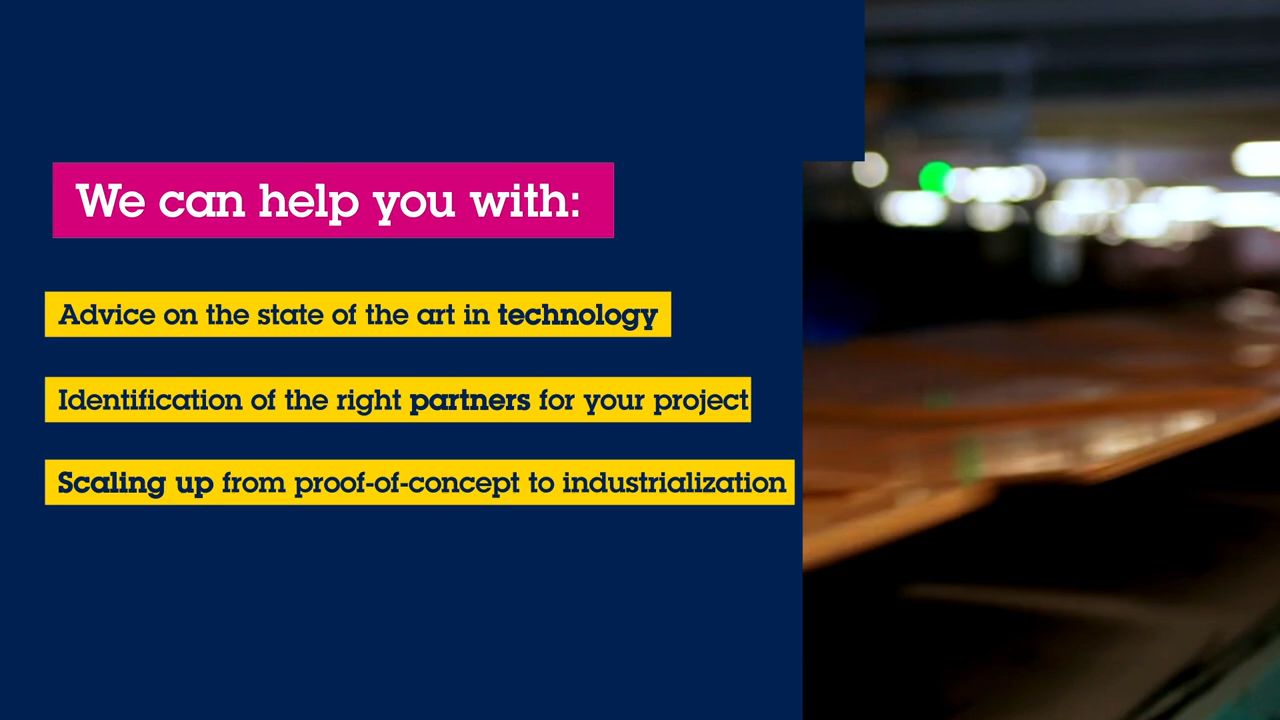 We can help you with:
Advice on the state of the art in technology
Identification of the right partners for your project
Scaling up from proof-of-concept to industrialization